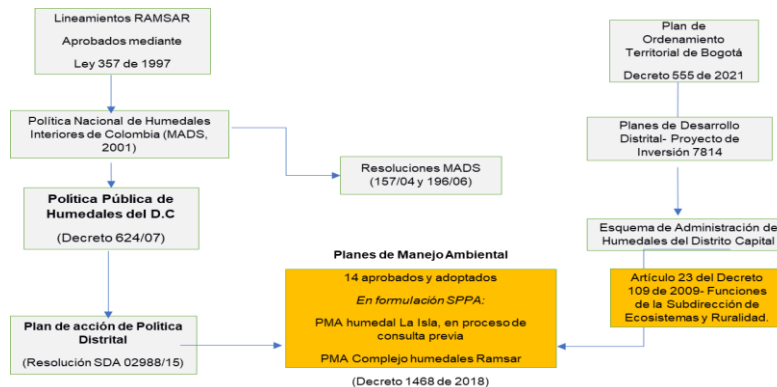 Lineamientos RAMSAR
Aprobados mediante
Ley 357 de 1997
Política Nacional de Humedales
Interiores de Colombia (MADS,
2001)
Resoluciones MADS
(157/04 y 196/06)
Política Pública de
Humedales del D.C
(Decreto 624/07)
Plan de acción de Política
Distrital
(Resolución SDA 02988/15)
Planes de Manejo Ambiental
14 aprobados y adoptados
En formulación SPPA:
PMA humedal La Isla, en proceso de
consulta previa
PMA Complejo humedales Ramsar
(Decreto 1468 de 2018)
Plan de
Ordenamiento
Territorial de Bogotá
Decreto 555 de 2021
Planes de Desarrollo
Distrital- Proyecto de
Inversión 7814
Esquema de Administración de
Humedales del Distrito Capital
Artículo 23 del Decreto
109 de 2009- Funciones
de la Subdirección de
Ecosistemas y Ruralidad.